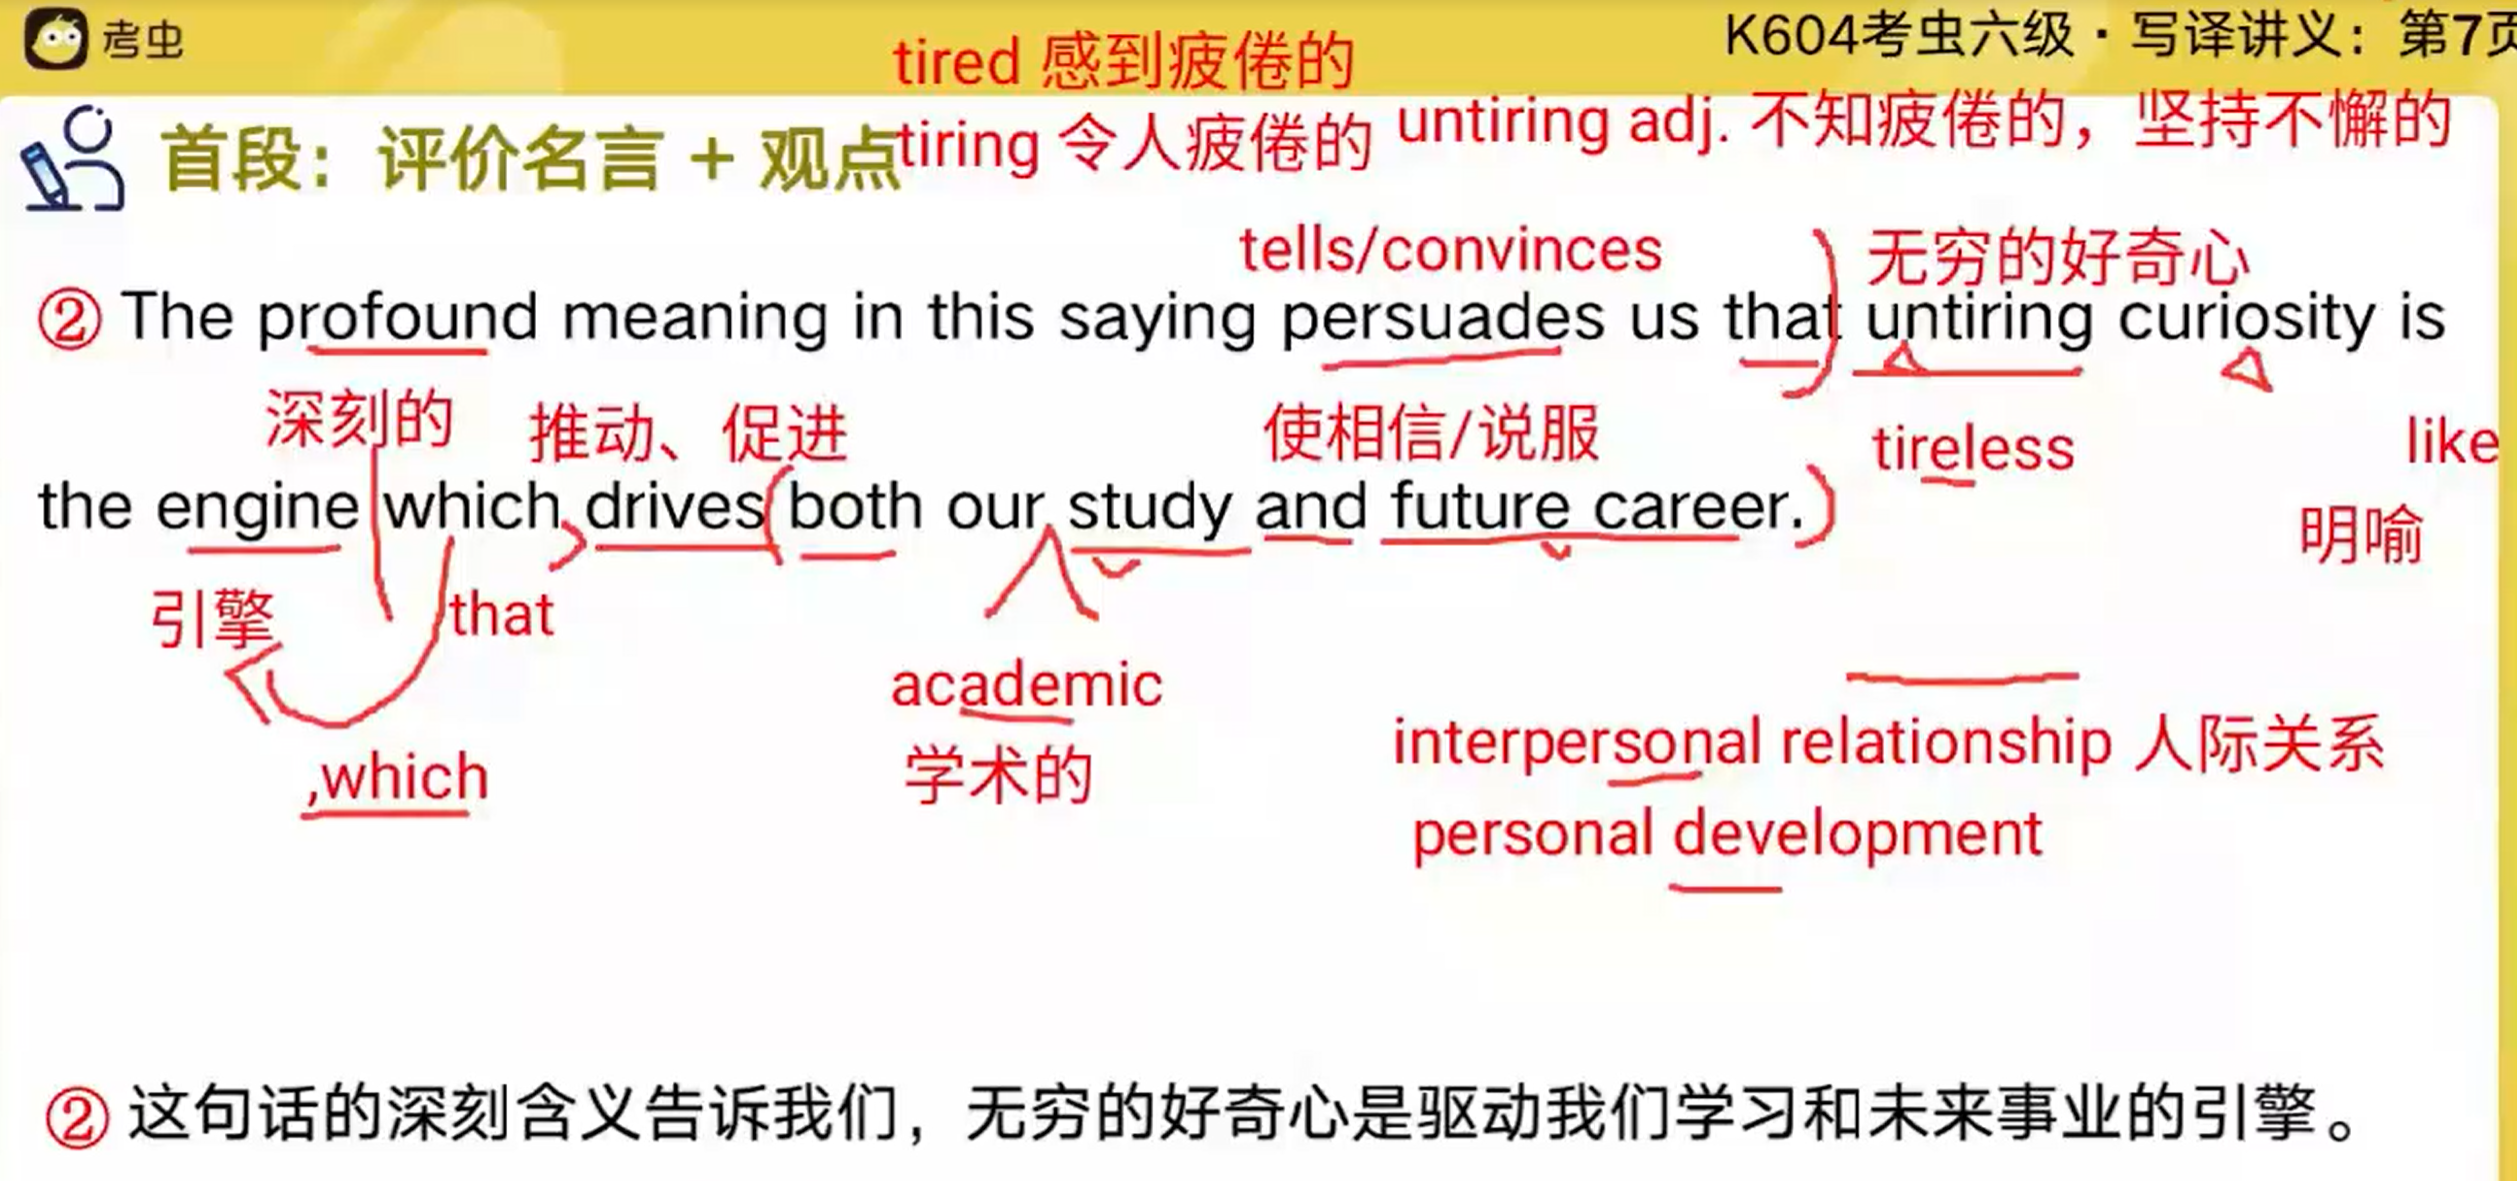 考虫
K604考虫六级·写译讲义：第7页
tired 感到疲倦的
tiring 令人疲倦的
untiring adj. 不知疲倦的，坚持不懈的
首段：评价名言 + 观点
tells/convinces
无穷的好奇心
② The profound meaning in this saying persuades us that untiring curiosity is
深刻的
推动、促进
使相信/说服
tireless
like
the engine which drives both our study and future career.
明喻
引擎
that
academic
,which
学术的
interpersonal relationship 人际关系
personal development
② 这句话的深刻含义告诉我们，无穷的好奇心是驱动我们学习和未来事业的引擎。